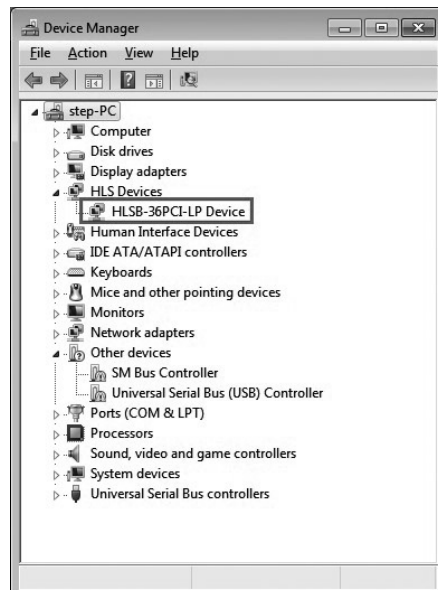 Device Manager
File Action View Help
step-PC
Computer
Disk drives
Display adapters
HLS Devices
HLSB-36PCI-LP Device
Human Interface Devices
IDE ATA/ATAPI controllers
Keyboards
Mice and other pointing devices
Monitors
Network adapters
Other devices
SM Bus Controller
Universal Serial Bus (USB) Controller
Ports (COM & LPT)
Processors
Sound, video and game controllers
System devices
Universal Serial Bus controllers